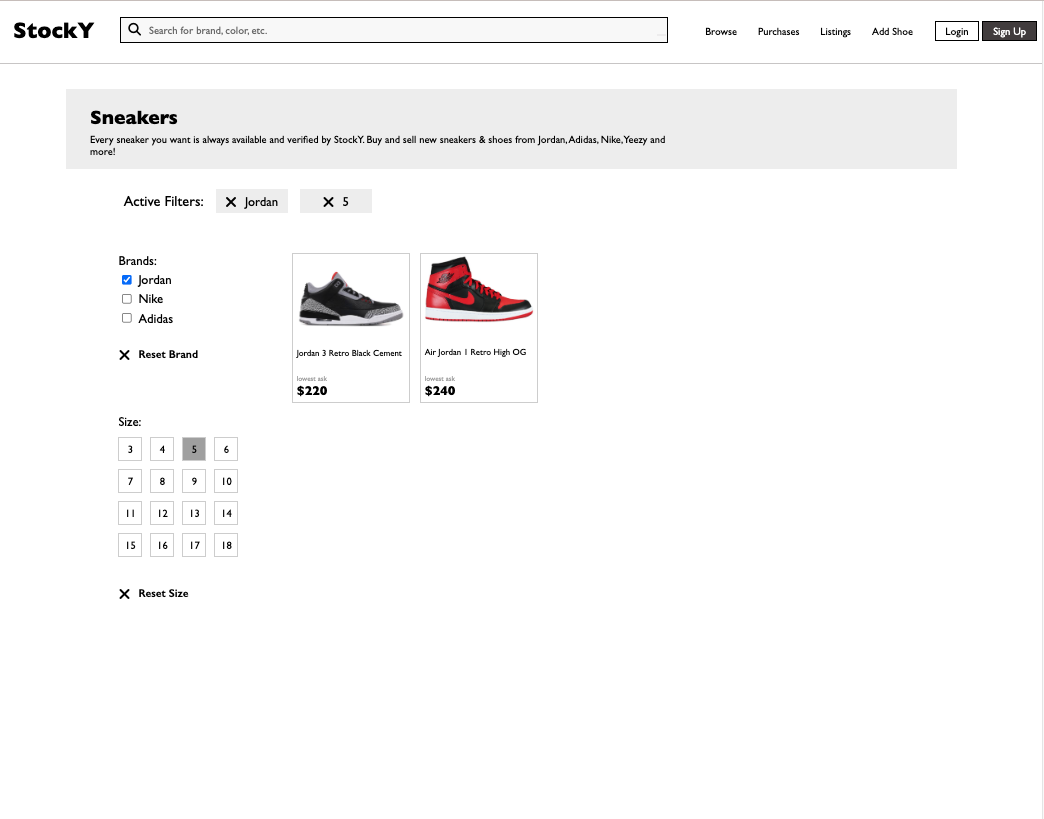 StockY
Search for brand, color, etc.
Browse Purchases Listings Add Shoe Login Sign Up
Sneakers
Every sneaker you want is always available and verified by StockY. Buy and sell new sneakers & shoes from Jordan, Adidas, Nike, Yeezy and
more!
Active Filters: Jordan 5
Brands:
Jordan
Nike
Adidas
Reset Brand
Size:
3 4 5 6
7 8 9 10
11 12 13 14
15 16 17 18
Reset Size
Jordan 3 Retro Black Cement
lowest ask
$220
Air Jordan 1 Retro High OG
lowest ask
$240